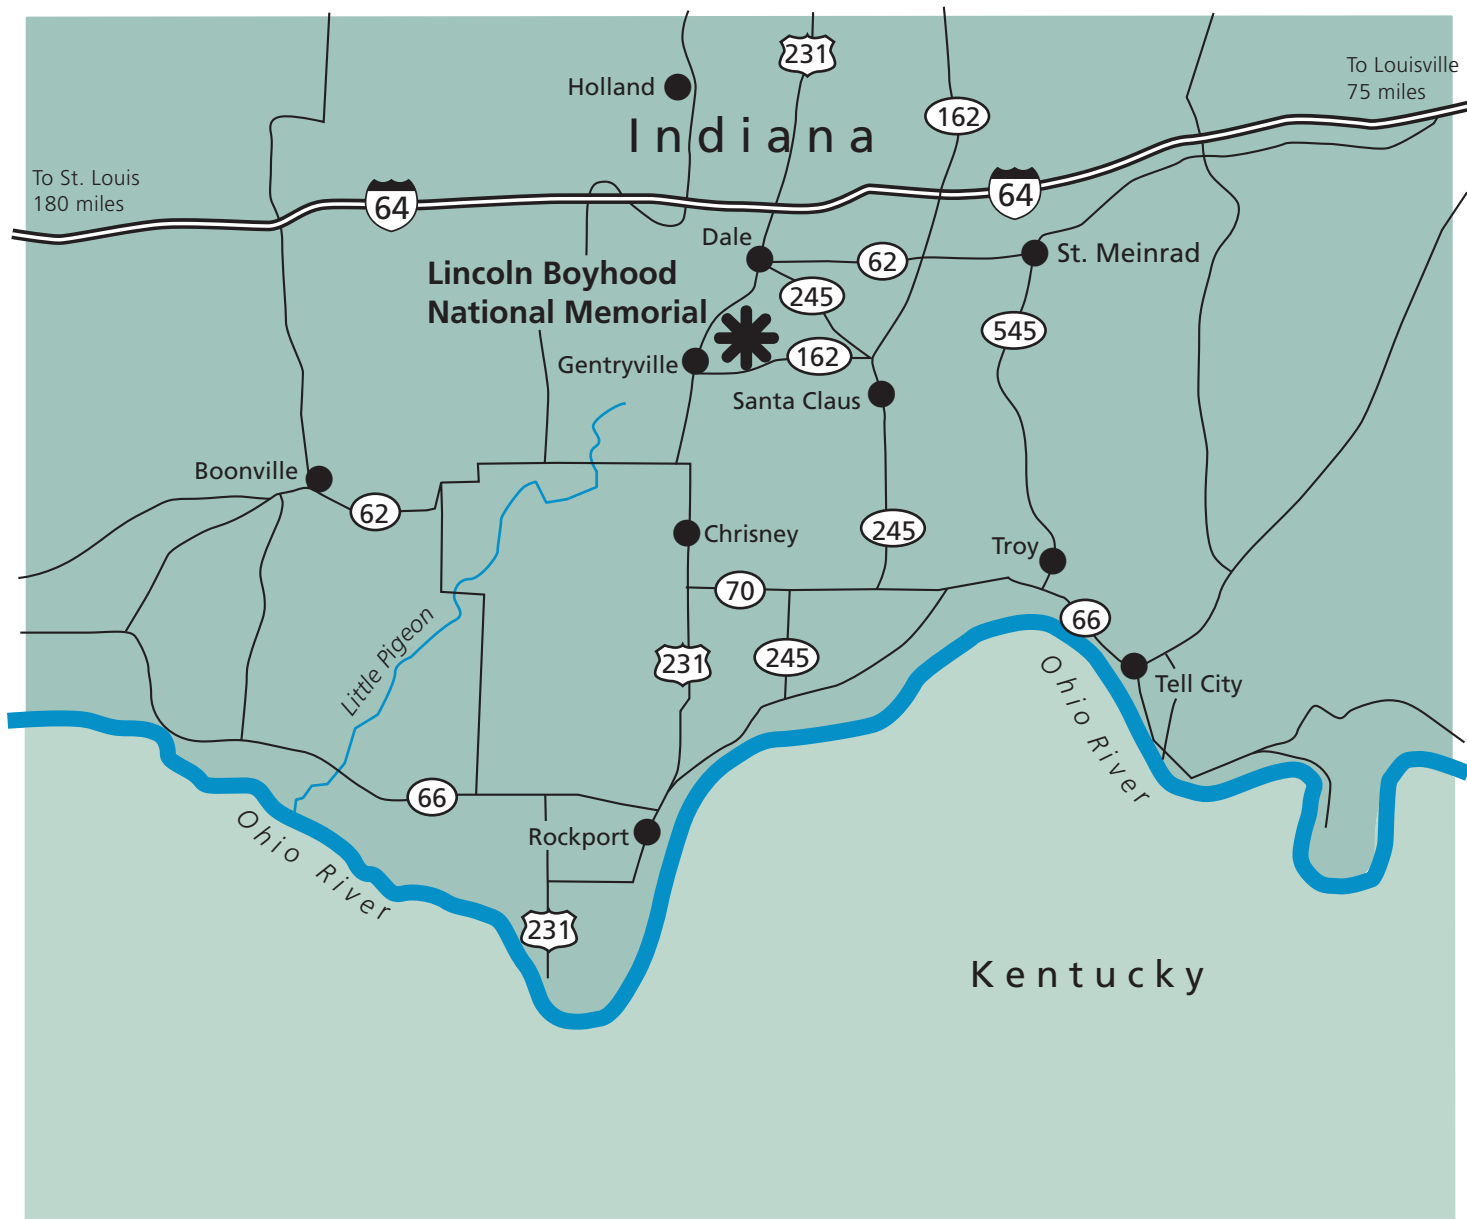 231
Holland
To Louisville
75 miles
162
Indiana
To St. Louis
180 miles
64
64
Dale
62
St. Meinrad
Lincoln Boyhood
National Memorial
245
545
Gentryville
162
Santa Claus
Boonville
62
245
Chrisney
Troy
70
66
Little Pigeon
231
245
Ohio River
Tell City
66
Ohio River
Rockport
231
Kentucky